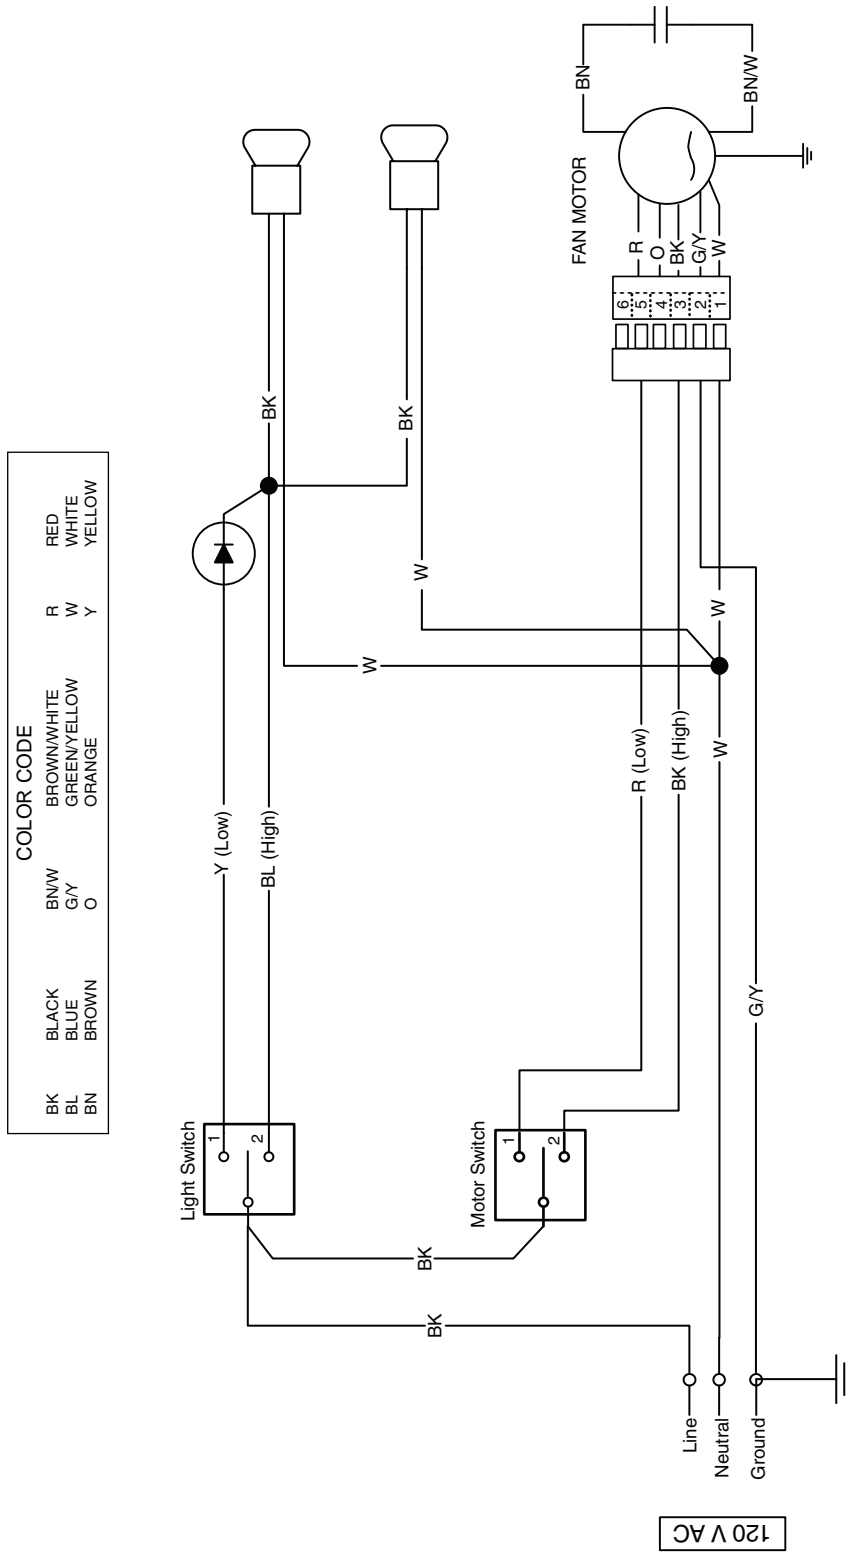 COLOR CODE
BK BLACK BN/W BROWN/WHITE R RED
BL BLUE G/Y GREEN/YELLOW W WHITE
BN BROWN O ORANGE Y YELLOW
Light Switch
1
2
Y (Low)
BL (High)
BK
BK
W
W
BK
BK
Motor Switch
1
2
R (Low)
BK (High)
W
W
G/Y
FAN MOTOR
BN
BN/W
R
O
BK
G/Y
W
6
5
4
3
2
1
Line
Neutral
Ground
120 V AC